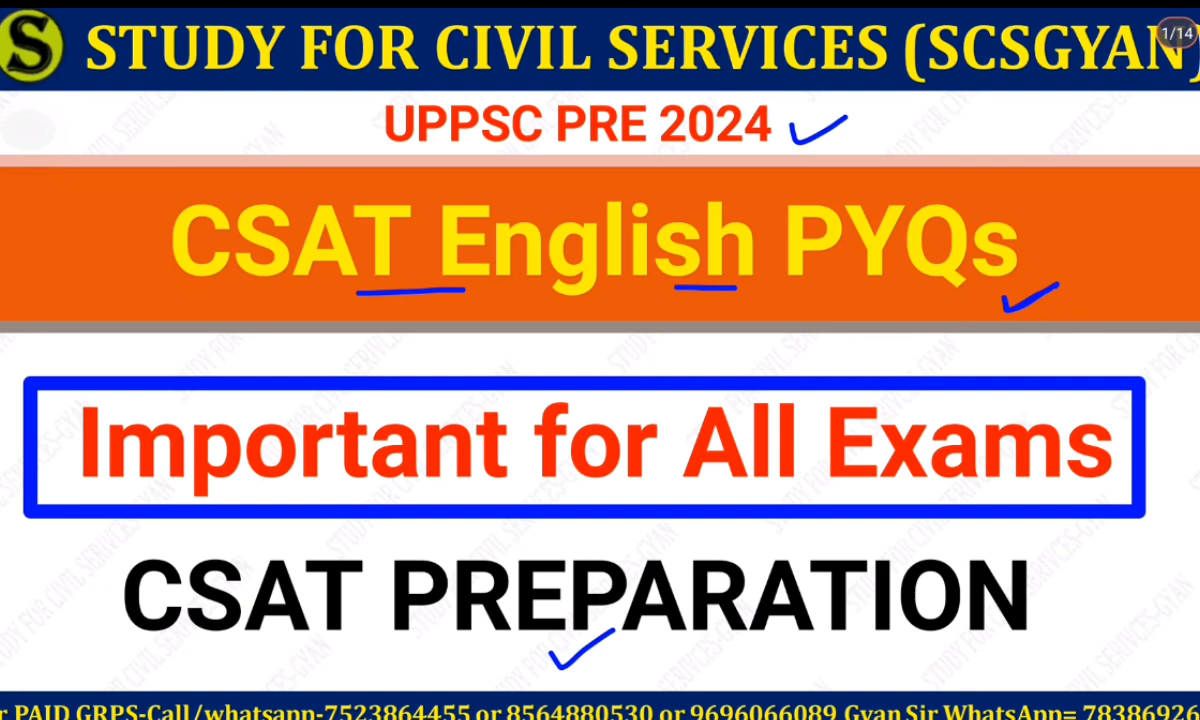 S STUDY FOR CIVIL SERVICES (SCSGYAN)
1/14
UPPSC PRE 2024
CSAT English PYQs
Important for All Exams
CSAT PREPARATION
PAID GRPS-Call/whatsapp-7523864455 or 8564880530 or 9696066089 Gyan Sir WhatsApp= 78386926